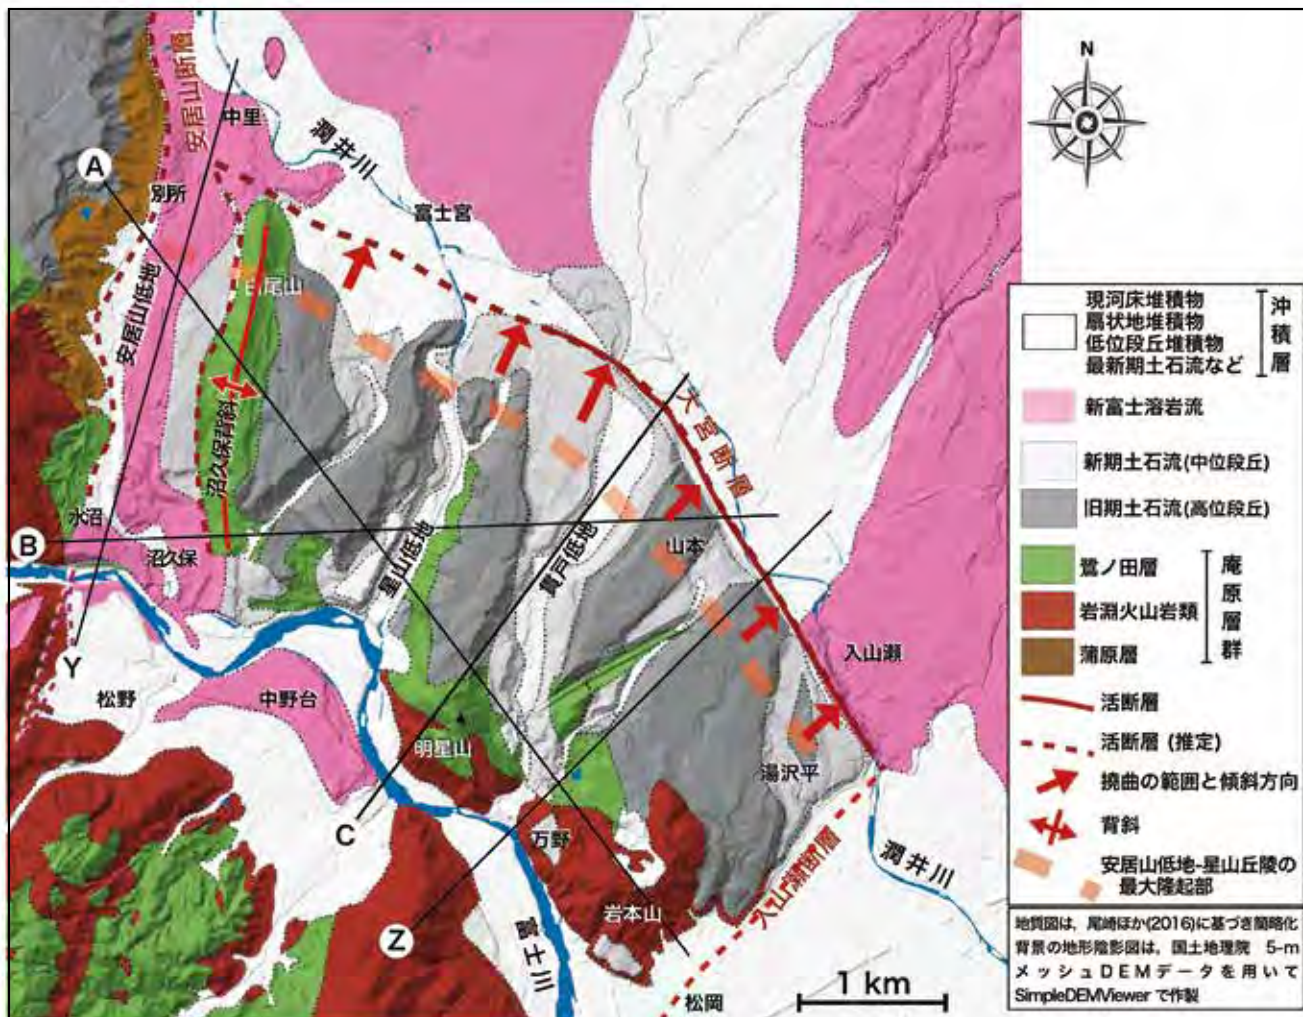 安居山断層
中里
潤井川
N
A
別所
富士宮
安居山低地
白尾山
沼久保背斜
大宮断層
水沼
B
沼久保
星山低地
貫戸低地
山本
Y
松野
中野台
明星山
入山瀬
湯沢平
C
万野
入山瀬断層
潤井川
岩本山
Z
富士川
松岡
1 km
現河床堆積物
扇状地堆積物
低位段丘堆積物
最新期土石流など
沖積層
新富士溶岩流
新期土石流(中位段丘)
旧期土石流(高位段丘)
鷺ノ田層
岩淵火山岩類
蒲原層
庵原層群
活断層
活断層 (推定)
撓曲の範囲と傾斜方向
背斜
安居山低地-星山丘陵の
最大隆起部
地質図は、尾崎ほか(2016)に基づき簡略化
背景の地形陰影図は、国土地理院 5-m
メッシュDEMデータを用いて
SimpleDEMViewer で作製